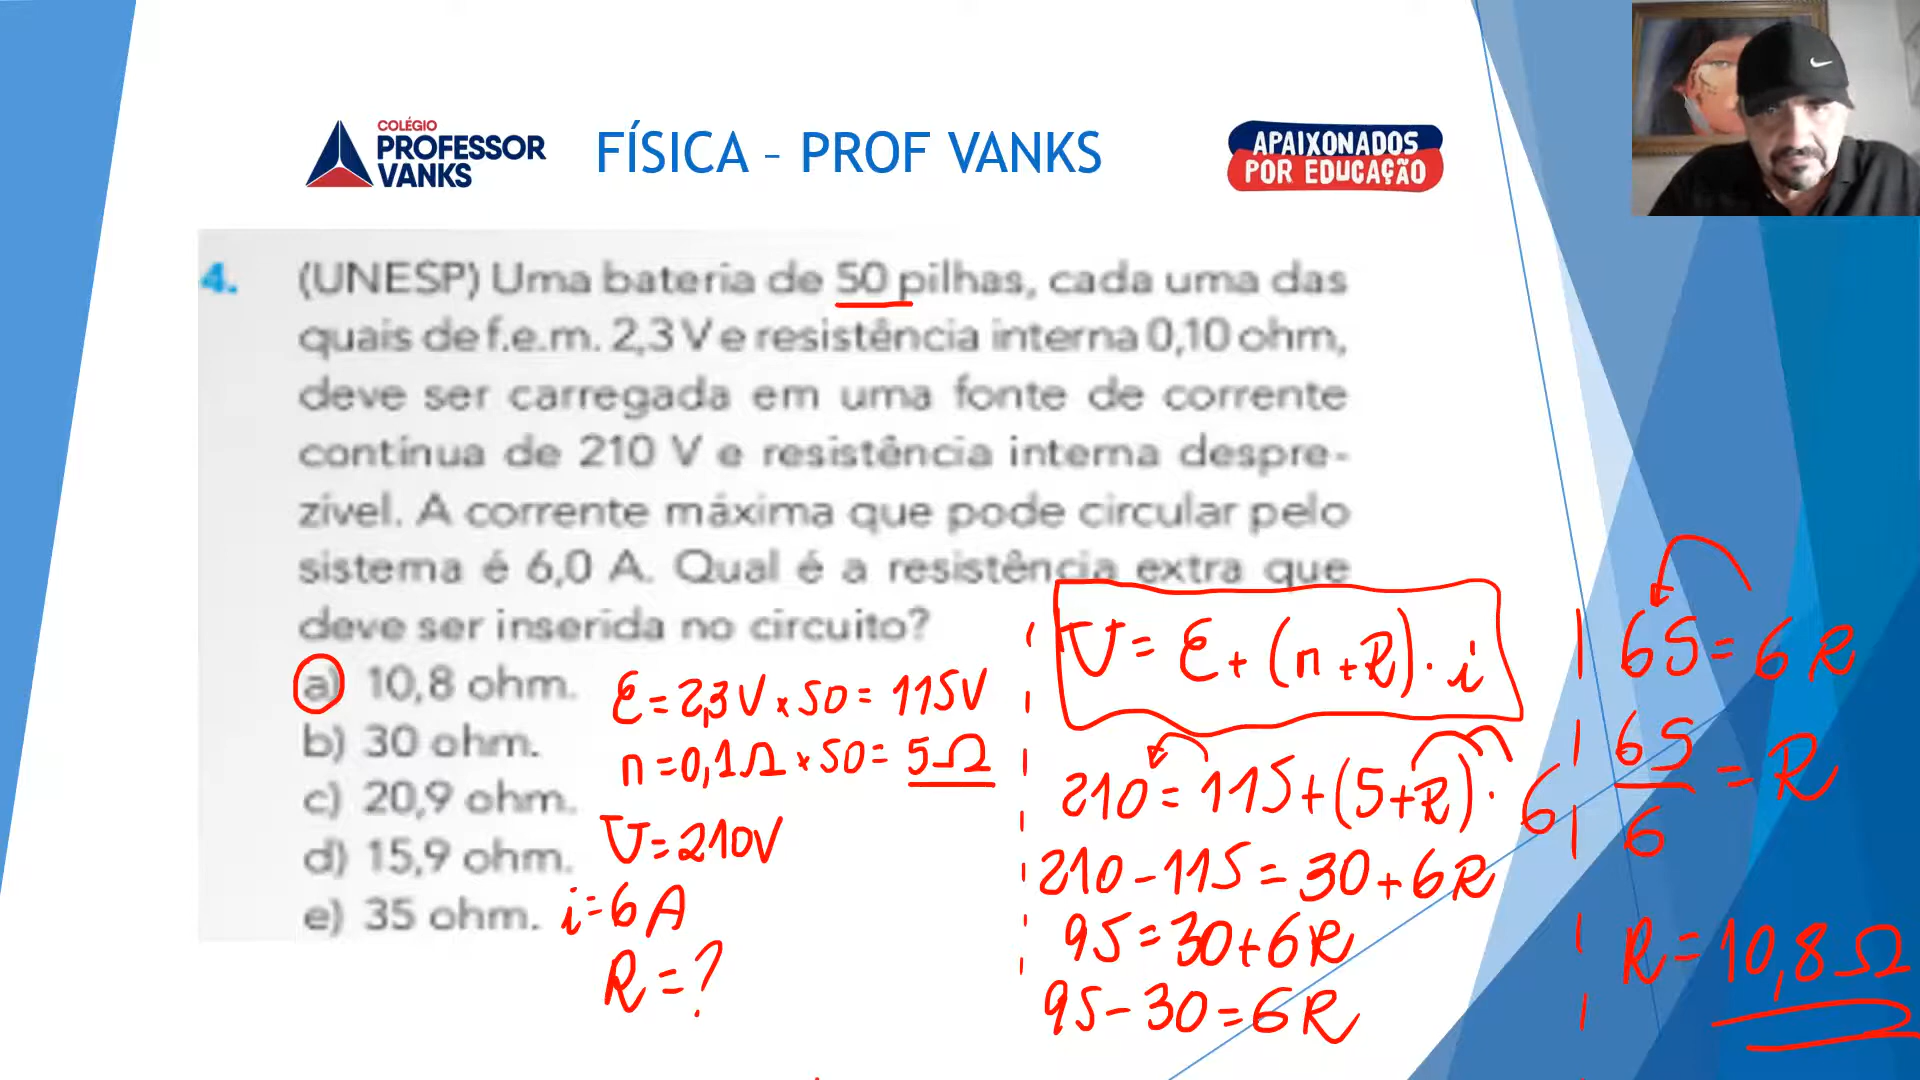 COLÉGIO
PROFESSOR
VANKS
FÍSICA – PROF VANKS
APAIXONADOS
POR EDUCAÇÃO
4. (UNESP) Uma bateria de 50 pilhas, cada uma das
quais de f.e.m. 2,3 V e resistência interna 0,10 ohm,
deve ser carregada em uma fonte de corrente
contínua de 210 V e resistência interna despre-
zível. A corrente máxima que pode circular pelo
sistema é 6,0 A. Qual é a resistência extra que
deve ser inserida no circuito?
a) 10,8 ohm.
b) 30 ohm.
c) 20,9 ohm.
d) 15,9 ohm.
e) 35 ohm.
Ɛ = 2,3V × 50 = 115V
n = 0,1Ω × 50 = 5Ω
U = 210V
i = 6A
R = ?
U = Ɛ + (n + R) · i
210 = 115 + (5 + R) · 6
210 - 115 = 30 + 6R
95 = 30 + 6R
95 - 30 = 6R
65 = 6R
65/6 = R
R = 10,8 Ω